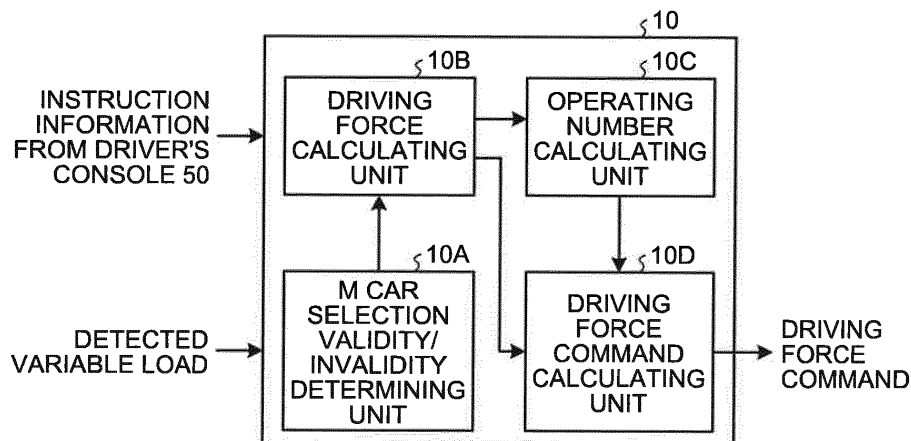 10
10B
10C
INSTRUCTION
INFORMATION
FROM DRIVER'S
CONSOLE 50
DRIVING
FORCE
CALCULATING
UNIT
OPERATING
NUMBER
CALCULATING
UNIT
10A
10D
DETECTED
VARIABLE LOAD
M CAR
SELECTION
VALIDITY/
INVALIDITY
DETERMINING
UNIT
DRIVING
FORCE
COMMAND
CALCULATING
UNIT
DRIVING
FORCE
COMMAND